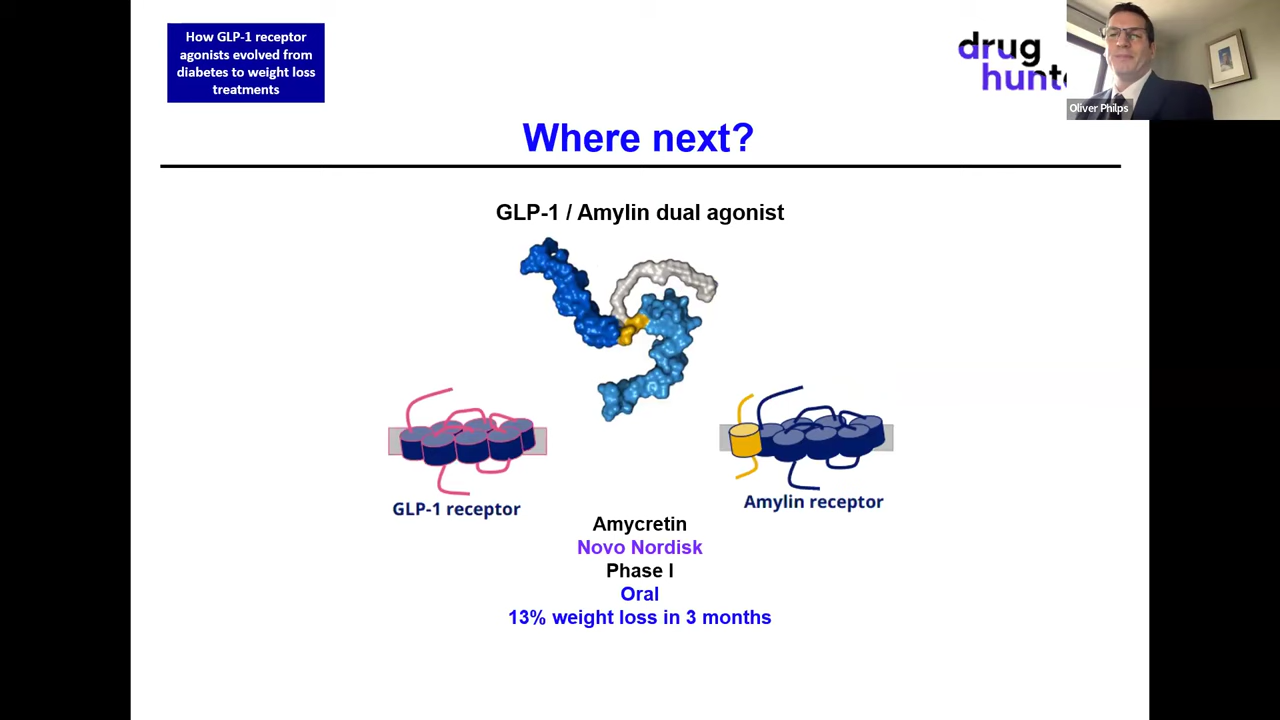 How GLP-1 receptor
agonists evolved from
diabetes to weight loss
treatments
drug
hunt
Oliver Philps
Where next?
GLP-1 / Amylin dual agonist
GLP-1 receptor
Amylin receptor
Amycretin
Novo Nordisk
Phase I
Oral
13% weight loss in 3 months